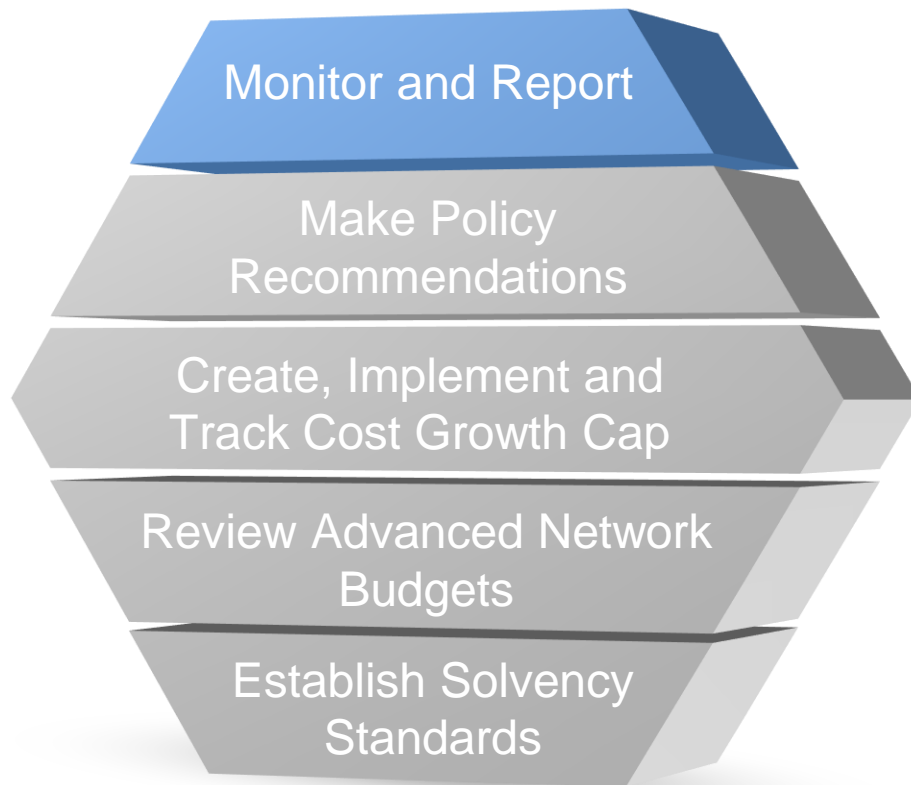 Monitor and Report
Make Policy
Recommendations
Create, Implement and
Track Cost Growth Cap
Review Advanced Network
Budgets
Establish Solvency
Standards